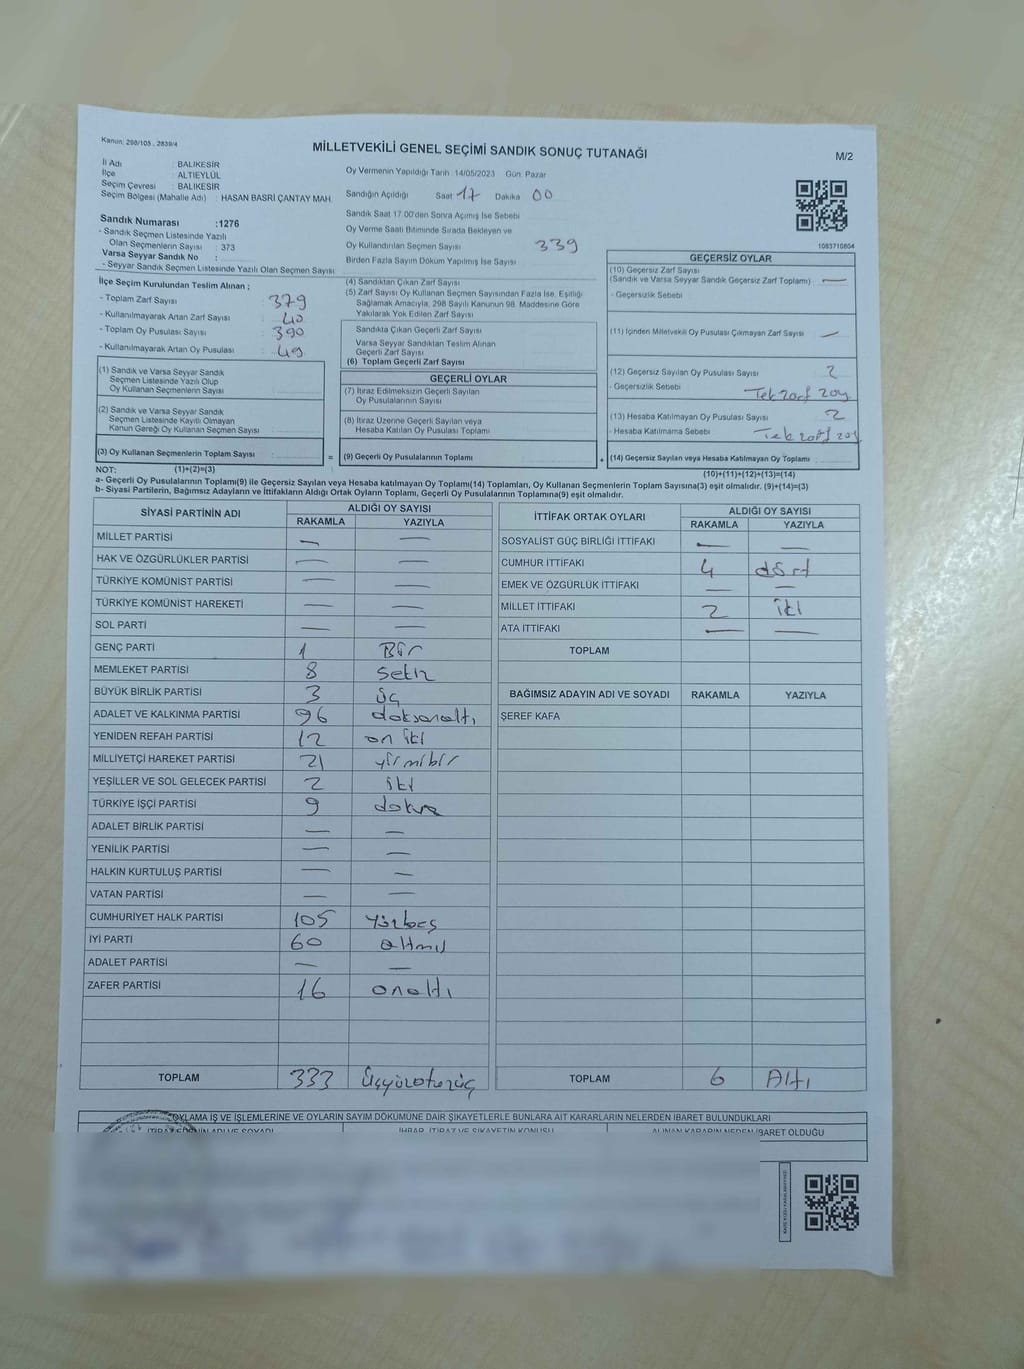 Kanun: 298/105 , 2839/4
MİLLETVEKİLİ GENEL SEÇİMİ SANDIK SONUÇ TUTANAĞI
M/2
İl Adı : BALIKESİR
İlçe : ALTIEYLÜL
Seçim Çevresi : BALIKESİR
Seçim Bölgesi (Mahalle Adı) : HASAN BASRİ ÇANTAY MAH.
Oy Vermenin Yapıldığı Tarih 14/05/2023 Gün: Pazar
Sandığın Açıldığı Saat 17 Dakika 00
Sandık Saat 17.00'den Sonra Açmış İse Sebebi
Oy Verme Saati Bitiminde Sırada Bekleyen ve
Oy Kullandırılan Seçmen Sayısı 339
Birden Fazla Sayım Döküm Yapılmış İse Sayısı
Sandık Numarası :1276
- Sandık Seçmen Listesinde Yazılı
Olan Seçmenlerin Sayısı : 373
Varsa Seyyar Sandık No :
- Seyyar Sandık Seçmen Listesinde Yazılı Olan Seçmen Sayısı
1083710804
İlçe Seçim Kurulundan Teslim Alınan ;
- Toplam Zarf Sayısı : 379
- Kullanılmayarak Artan Zarf Sayısı : 40
- Toplam Oy Pusulası Sayısı : 390
- Kullanılmayarak Artan Oy Pusulası : 49
(1) Sandık ve Varsa Seyyar Sandık
Seçmen Listesinde Yazılı Olup
Oy Kullanan Seçmenlerin Sayısı :
(2) Sandık ve Varsa Seyyar Sandık
Seçmen Listesinde Kayıtlı Olmayan
Kanun Gereği Oy Kullanan Seçmen Sayısı :
(3) Oy Kullanan Seçmenlerin Toplam Sayısı :
(4) Sandıktan Çıkan Zarf Sayısı
(5) Zarf Sayısı Oy Kullanan Seçmen Sayısından Fazla İse, Eşitliği
Sağlamak Amacıyla, 298 Sayılı Kanunun 98. Maddesine Göre
Yakılarak Yok Edilen Zarf Sayısı
Sandıkta Çıkan Geçerli Zarf Sayısı
Varsa Seyyar Sandıktan Teslim Alınan
Geçerli Zarf Sayısı
(6) Toplam Geçerli Zarf Sayısı
GEÇERLİ OYLAR
(7) İtiraz Edilmeksizin Geçerli Sayılan
Oy Pusulalarının Sayısı
(8) İtiraz Üzerine Geçerli Sayılan veya
Hesaba Katılan Oy Pusulası Toplamı
= (9) Geçerli Oy Pusulalarının Toplamı
GEÇERSİZ OYLAR
(10) Geçersiz Zarf Sayısı
(Sandık ve Varsa Seyyar Sandık Geçersiz Zarf Toplamı) : —
- Geçersizlik Sebebi :
(11) İçinden Milletvekili Oy Pusulası Çıkmayan Zarf Sayısı : —
(12) Geçersiz Sayılan Oy Pusulası Sayısı : 2
- Geçersizlik Sebebi : Tek zarf 2oy
(13) Hesaba Katılmayan Oy Pusulası Sayısı : 2
- Hesaba Katılmama Sebebi : Tek zarf 2oy
+ (14) Geçersiz Sayılan veya Hesaba Katılmayan Oy Toplamı :
NOT: (1)+(2)=(3) (10)+(11)+(12)+(13)=(14)
a- Geçerli Oy Pusulalarının Toplamı(9) ile Geçersiz Sayılan veya Hesaba katılmayan Oy Toplamı(14) Toplamları, Oy Kullanan Seçmenlerin Toplam Sayısına(3) eşit olmalıdır. (9)+(14)=(3)
b- Siyasi Partilerin, Bağımsız Adayların ve İttifakların Aldığı Ortak Oyların Toplamı, Geçerli Oy Pusulalarının Toplamına(9) eşit olmalıdır.
SİYASİ PARTİNİN ADI ALDIĞI OY SAYISI
RAKAMLA YAZIYLA
MİLLET PARTİSİ — —
HAK VE ÖZGÜRLÜKLER PARTİSİ — —
TÜRKİYE KOMÜNİST PARTİSİ — —
TÜRKİYE KOMÜNİST HAREKETİ — —
SOL PARTİ — —
GENÇ PARTİ 1 Bir
MEMLEKET PARTİSİ 8 sekiz
BÜYÜK BİRLİK PARTİSİ 3 üç
ADALET VE KALKINMA PARTİSİ 96 doksanaltı
YENİDEN REFAH PARTİSİ 12 on iki
MİLLİYETÇİ HAREKET PARTİSİ 21 yirmibir
YEŞİLLER VE SOL GELECEK PARTİSİ 2 iki
TÜRKİYE İŞÇİ PARTİSİ 9 dokuz
ADALET BİRLİK PARTİSİ — —
YENİLİK PARTİSİ — —
HALKIN KURTULUŞ PARTİSİ — —
VATAN PARTİSİ — —
CUMHURİYET HALK PARTİSİ 105 yüzbeş
İYİ PARTİ 60 altmış
ADALET PARTİSİ — —
ZAFER PARTİSİ 16 onaltı
TOPLAM 333 Üçyüzotuzüç
İTTİFAK ORTAK OYLARI ALDIĞI OY SAYISI
RAKAMLA YAZIYLA
SOSYALİST GÜÇ BİRLİĞİ İTTİFAKI — —
CUMHUR İTTİFAKI 4 dört
EMEK VE ÖZGÜRLÜK İTTİFAKI — —
MİLLET İTTİFAKI 2 iki
ATA İTTİFAKI — —
TOPLAM
BAĞIMSIZ ADAYIN ADI VE SOYADI RAKAMLA YAZIYLA
ŞEREF KAFA
TOPLAM 6 Altı
OYLAMA İŞ VE İŞLEMLERİNE VE OYLARIN SAYIM DÖKÜMÜNE DAİR ŞİKAYETLERLE BUNLARA AİT KARARLARIN NELERDEN İBARET BULUNDUKLARI
İTİRAZ EDENİN ADI VE SOYADI İHBAR, İTİRAZ VE ŞİKAYETİN KONUSU ALINAN KARARIN NEDEN İBARET OLDUĞU